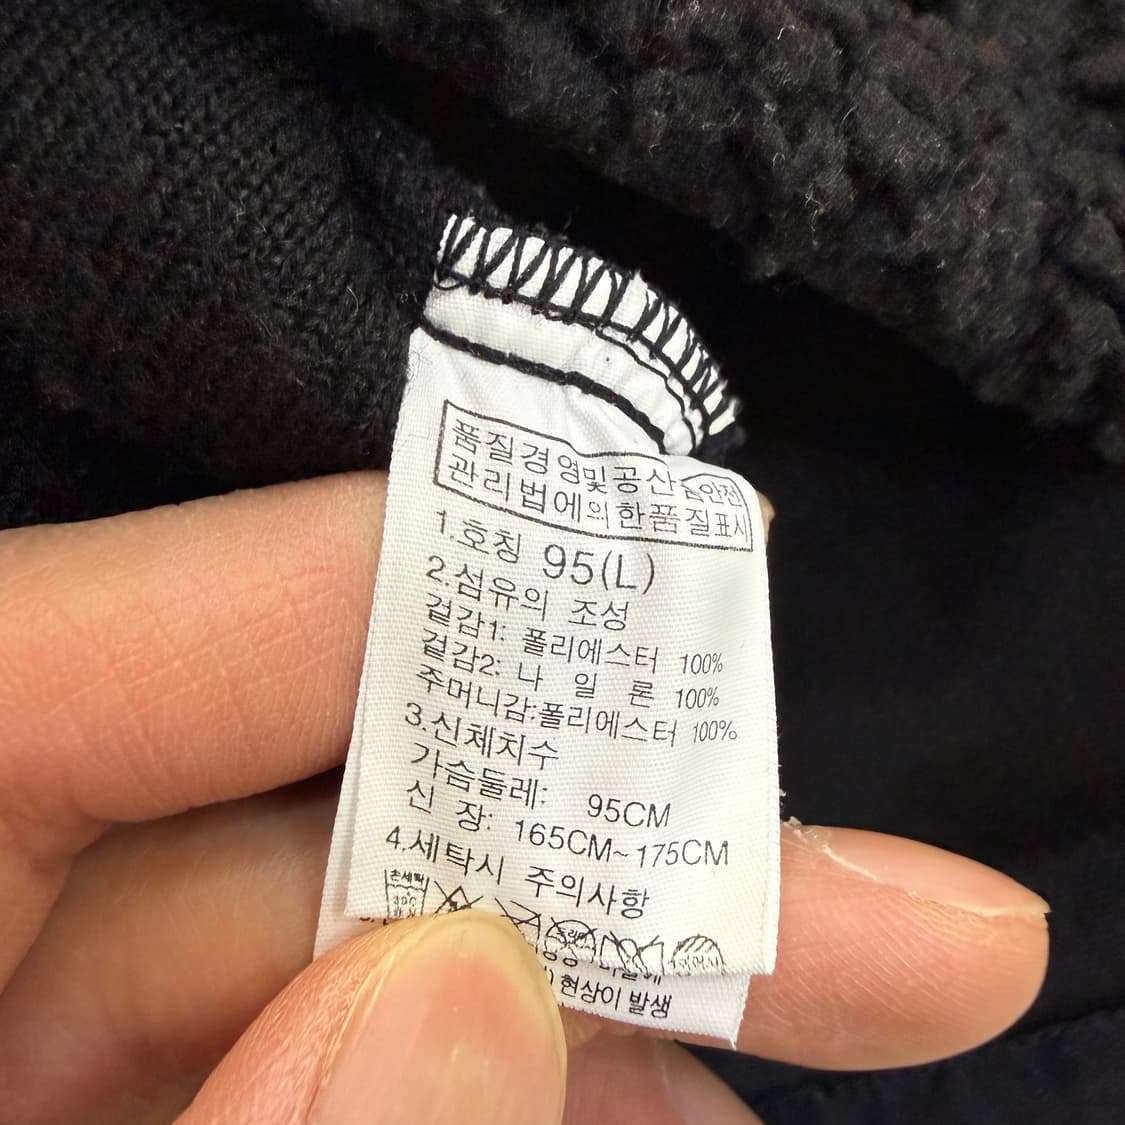 품질경영및공산품안전
관리법에의한품질표시
1.호칭 95(L)
2.섬유의 조성
겉감1: 폴리에스터 100%
겉감2: 나 일 론 100%
주머니감:폴리에스터 100%
3.신체치수
가슴둘레: 95CM
신 장: 165CM~175CM
4.세탁시 주의사항
손세탁
현상이 발생